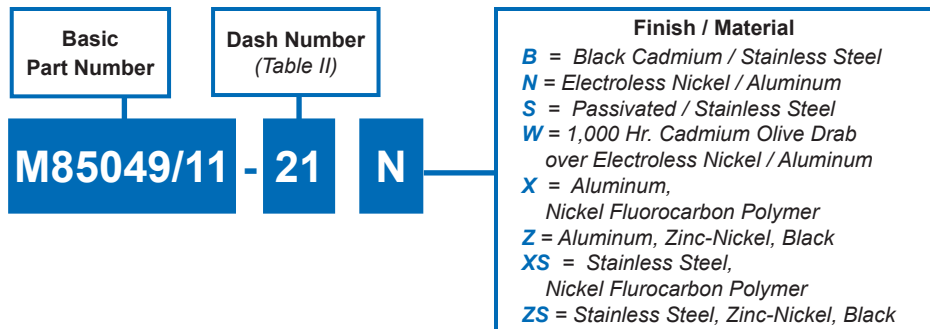 Basic
Part Number
Dash Number
(Table II)
M85049/11 - 21 N
Finish / Material
B = Black Cadmium / Stainless Steel
N = Electroless Nickel / Aluminum
S = Passivated / Stainless Steel
W = 1,000 Hr. Cadmium Olive Drab
over Electroless Nickel / Aluminum
X = Aluminum,
Nickel Fluorocarbon Polymer
Z = Aluminum, Zinc-Nickel, Black
XS = Stainless Steel,
Nickel Flurocarbon Polymer
ZS = Stainless Steel, Zinc-Nickel, Black